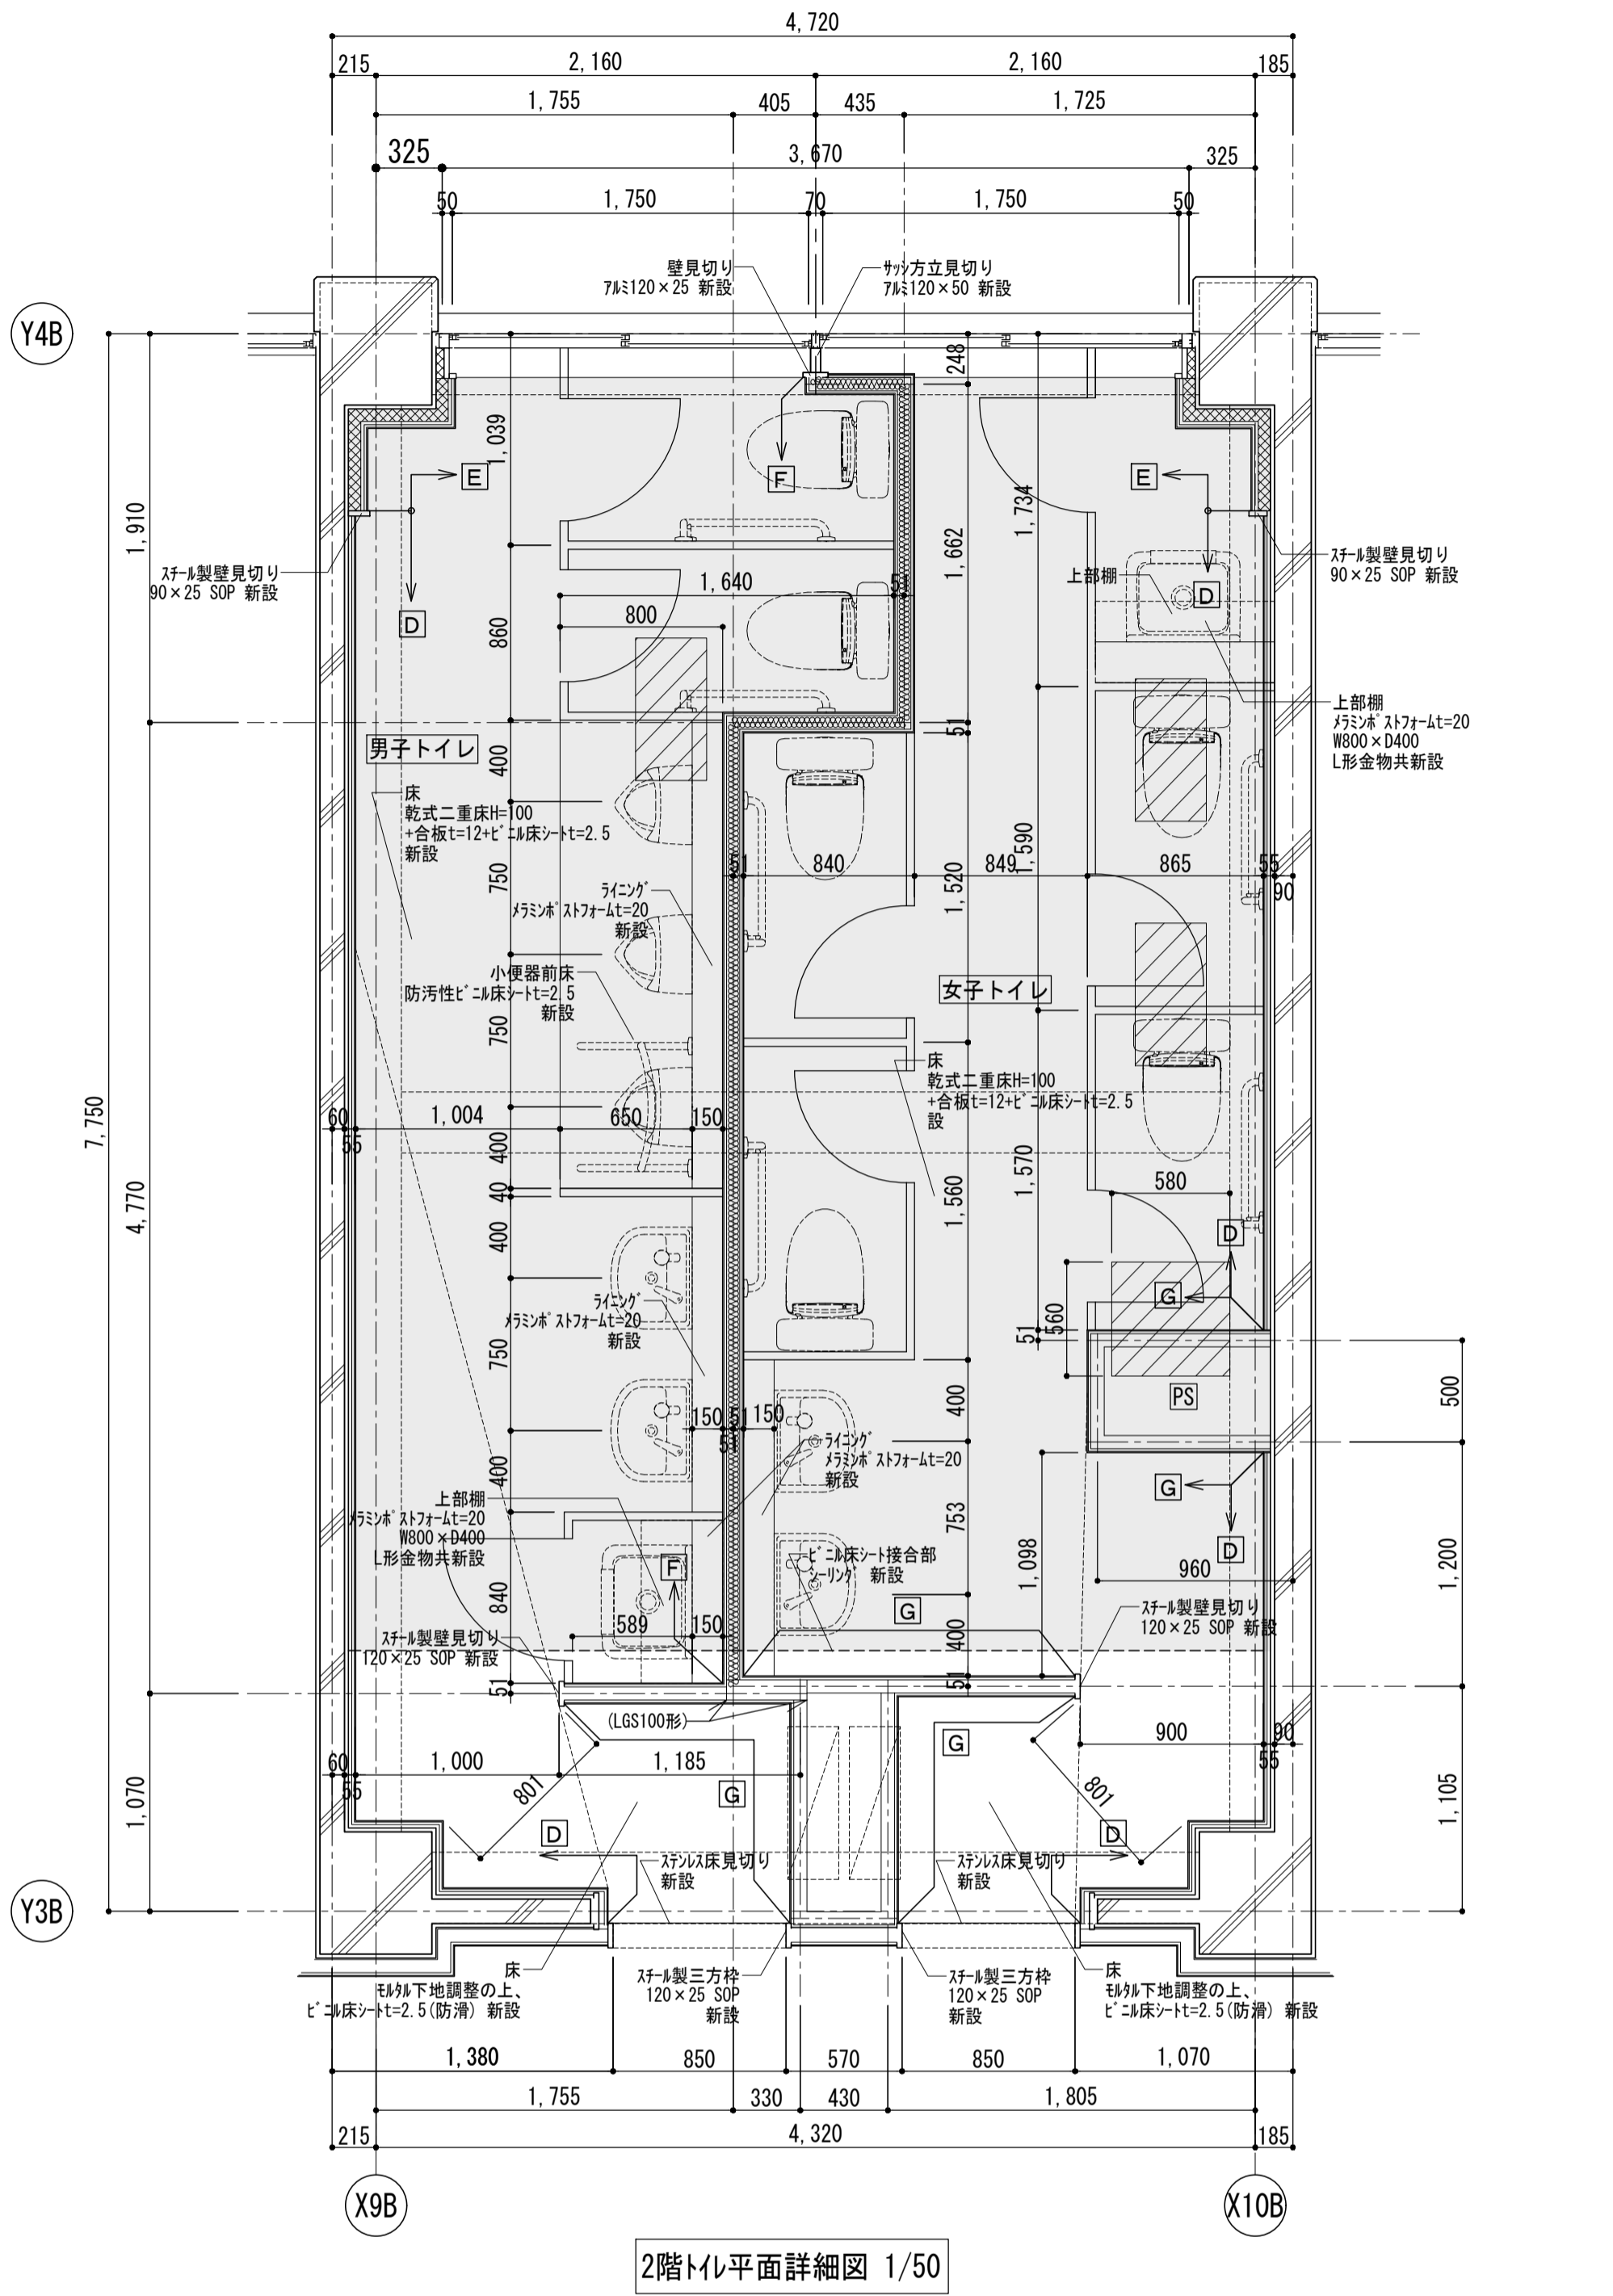 4,720
215
2,160
2,160
185
1,755
405
435
1,725
325
3,670
325
50
1,750
70
1,750
50
壁見切り
ｱﾙﾐ120×25 新設
ｻｯｼ方立見切り
ｱﾙﾐ120×50 新設
Y4B
248
1,039
E
F
E
1,734
1,910
1,662
ｽﾁｰﾙ製壁見切り
90×25 SOP 新設
ｽﾁｰﾙ製壁見切り
90×25 SOP 新設
上部棚
1,640
51
D
D
800
860
上部棚
ﾒﾗﾐﾝﾎﾟｽﾄﾌｫｰﾑt=20
W800×D400
L形金物共新設
51
男子トイレ
400
床
乾式二重床H=100
+合板t=12+ﾋﾞﾆﾙ床ｼｰﾄt=2.5
新設
750
51
840
849
1,590
865
55
90
1,520
ﾗｲﾆﾝｸﾞ
ﾒﾗﾐﾝﾎﾟｽﾄﾌｫｰﾑt=20
新設
小便器前床
防汚性ﾋﾞﾆﾙ床ｼｰﾄt=2.5
新設
女子トイレ
750
床
乾式二重床H=100
+合板t=12+ﾋﾞﾆﾙ床ｼｰﾄt=2.5
設
7,750
60
55
1,004
650
150
400
40
400
4,770
1,560
1,570
580
D
G
560
51
ﾗｲﾆﾝｸﾞ
ﾒﾗﾐﾝﾎﾟｽﾄﾌｫｰﾑt=20
新設
750
PS
500
400
150
51
150
51
ﾗｲﾆﾝｸﾞ
ﾒﾗﾐﾝﾎﾟｽﾄﾌｫｰﾑt=20
新設
400
G
D
上部棚
ﾒﾗﾐﾝﾎﾟｽﾄﾌｫｰﾑt=20
W800×D400
L形金物共新設
753
1,098
960
1,200
F
ﾋﾞﾆﾙ床ｼｰﾄ接合部
ｼｰﾘﾝｸﾞ 新設
840
589
150
G
400
ｽﾁｰﾙ製壁見切り
120×25 SOP 新設
ｽﾁｰﾙ製壁見切り
120×25 SOP 新設
51
51
(LGS100形)
G
900
90
55
60
55
1,000
1,185
801
G
801
1,070
1,105
D
D
ｽﾃﾝﾚｽ床見切り
新設
ｽﾃﾝﾚｽ床見切り
新設
Y3B
床
ﾓﾙﾀﾙ下地調整の上、
ﾋﾞﾆﾙ床ｼｰﾄt=2.5(防滑) 新設
ｽﾁｰﾙ製三方枠
120×25 SOP
新設
ｽﾁｰﾙ製三方枠
120×25 SOP
新設
床
ﾓﾙﾀﾙ下地調整の上、
ﾋﾞﾆﾙ床ｼｰﾄt=2.5(防滑) 新設
1,380
850
570
850
1,070
1,755
330
430
1,805
215
4,320
185
X9B
X10B
2階ﾄｲﾚ平面詳細図 1/50